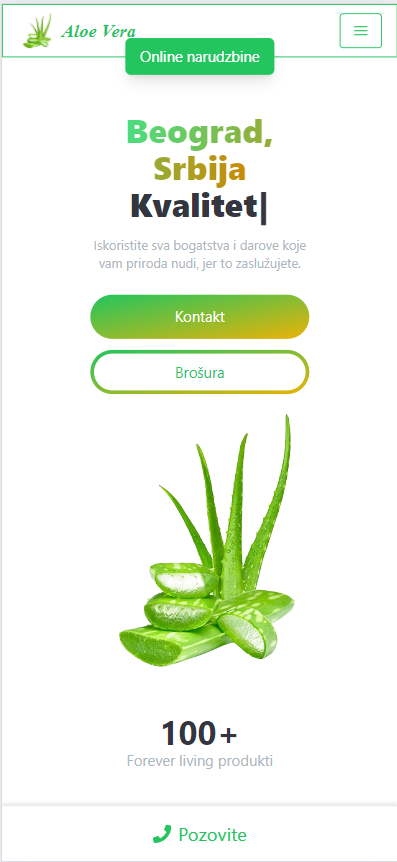 Aloe Vera
Online narudzbine
Beograd,
Srbija
Kvalitet|
Iskoristite sva bogatstva i darove koje
vam priroda nudi, jer to zaslužujete.
Kontakt
Brošura
100+
Forever living produkti
Pozovite